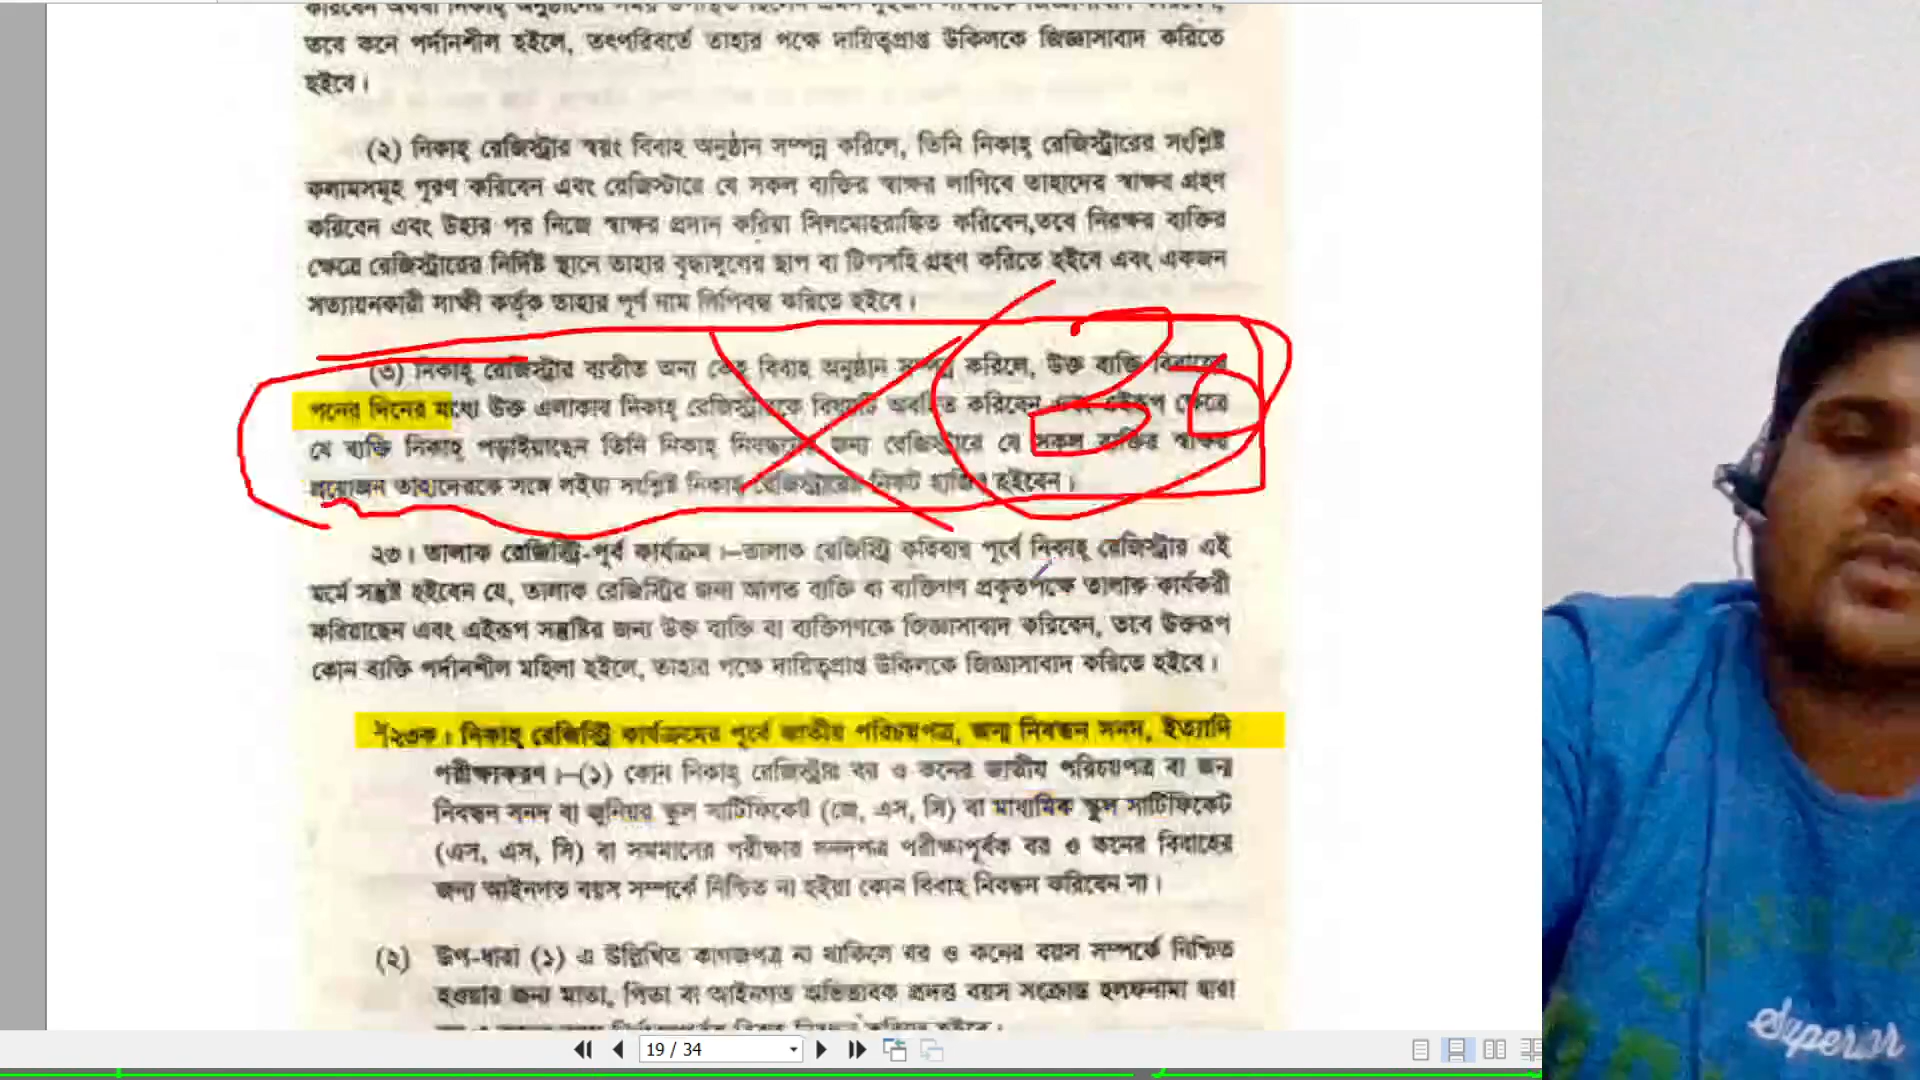 তবে কনে পর্দানশীল হইলে, তৎপরিবর্তে তাহার পক্ষে দায়িত্বপ্রাপ্ত উকিলকে জিজ্ঞাসাবাদ করিতে
হইবে।
(২) নিকাহ্ রেজিস্ট্রার স্বয়ং বিবাহ অনুষ্ঠান সম্পন্ন করিলে, তিনি নিকাহ্ রেজিস্ট্রারের সংশ্লিষ্ট
কলামসমূহ পূরণ করিবেন এবং রেজিস্টারে যে সকল ব্যক্তির স্বাক্ষর লাগিবে তাহাদের স্বাক্ষর গ্রহণ
করিবেন এবং উহার পর নিজে স্বাক্ষর প্রদান করিয়া সিলমোহরাঙ্কিত করিবেন,তবে নিরক্ষর ব্যক্তির
ক্ষেত্রে রেজিস্ট্রারের নির্দিষ্ট স্থানে তাহার বৃদ্ধাঙ্গুলের ছাপ বা টিপসহি গ্রহণ করিতে হইবে এবং একজন
সত্যায়নকারী সাক্ষী কর্তৃক তাহার পূর্ণ নাম লিপিবদ্ধ করিতে হইবে।
(৩) নিকাহ্ রেজিস্ট্রার ব্যতীত অন্য কেহ বিবাহ অনুষ্ঠান সম্পন্ন করিলে, উক্ত ব্যক্তি বিবাহের
পনের দিনের মধ্যে উক্ত এলাকার নিকাহ্ রেজিস্ট্রারকে বিষয়টি অবহিত করিবেন এবং এইরূপ ক্ষেত্রে
যে ব্যক্তি নিকাহ্ পড়াইয়াছেন তিনি নিকাহ্ নিবন্ধনের জন্য রেজিস্টারে যে সকল ব্যক্তির স্বাক্ষর
প্রয়োজন তাহাদেরকে সঙ্গে লইয়া সংশ্লিষ্ট নিকাহ্ রেজিস্ট্রারের নিকট হাজির হইবেন।
২৩। তালাক রেজিস্ট্রি-পূর্ব কার্যক্রম।–তালাক রেজিস্ট্রি করিবার পূর্বে নিকাহ্ রেজিস্ট্রার এই
মর্মে সন্তুষ্ট হইবেন যে, তালাক রেজিস্ট্রির জন্য আগত ব্যক্তি বা ব্যক্তিগণ প্রকৃতপক্ষে তালাক কার্যকরী
করিয়াছেন এবং এইরূপ সন্তুষ্টির জন্য উক্ত ব্যক্তি বা ব্যক্তিগণকে জিজ্ঞাসাবাদ করিবেন, তবে উক্তরূপ
কোন ব্যক্তি পর্দানশীল মহিলা হইলে, তাহার পক্ষে দায়িত্বপ্রাপ্ত উকিলকে জিজ্ঞাসাবাদ করিতে হইবে।
২৩ক। নিকাহ্ রেজিস্ট্রি কার্যক্রমের পূর্বে জাতীয় পরিচয়পত্র, জন্ম নিবন্ধন সনদ, ইত্যাদি
পরীক্ষাকরণ।–(১) কোন নিকাহ্ রেজিস্ট্রার বর ও কনের জাতীয় পরিচয়পত্র বা জন্ম
নিবন্ধন সনদ বা জুনিয়র স্কুল সার্টিফিকেট (জে, এস, সি) বা মাধ্যমিক স্কুল সার্টিফিকেট
(এস, এস, সি) বা সমমানের পরীক্ষার সনদপত্র পরীক্ষাপূর্বক বর ও কনের বিবাহের
জন্য আইনগত বয়স সম্পর্কে নিশ্চিত না হইয়া কোন বিবাহ নিবন্ধন করিবেন না।
(২) উপ-ধারা (১) এ উল্লিখিত কাগজপত্র না থাকিলে বর ও কনের বয়স সম্পর্কে নিশ্চিত
হওয়ার জন্য মাতা, পিতা বা আইনগত অভিভাবক প্রদত্ত বয়স সংক্রান্ত হলফনামা দ্বারা
19 / 34
Superior